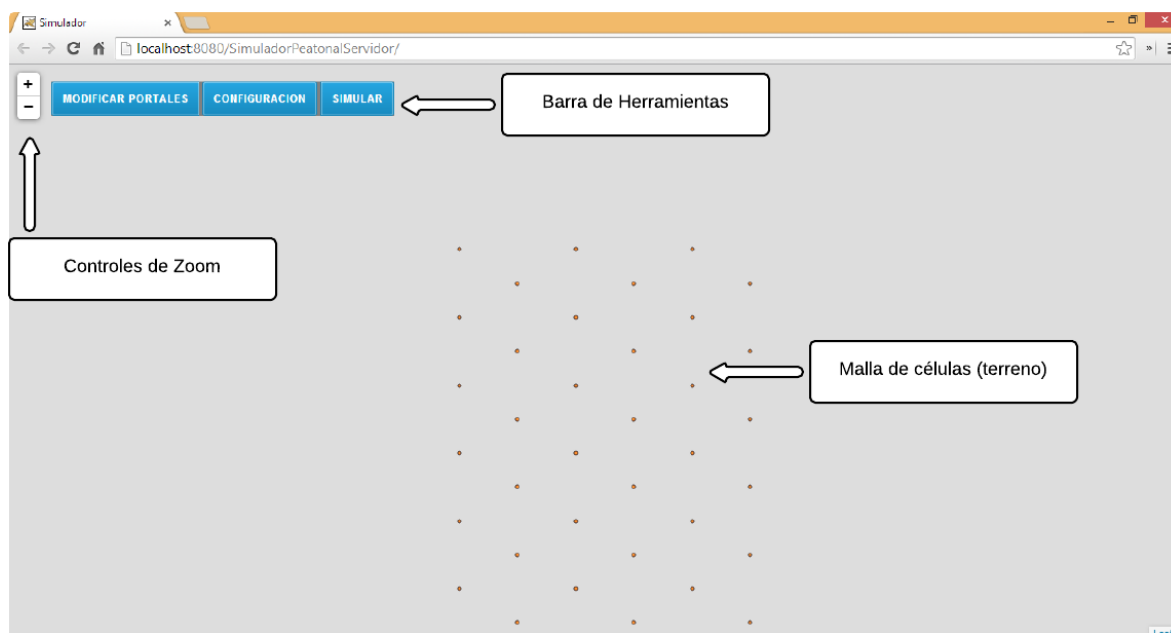 Simulador
localhost:8080/SimuladorPeatonalServidor/
+
-
MODIFICAR PORTALES
CONFIGURACION
SIMULAR
Barra de Herramientas
Controles de Zoom
Malla de células (terreno)